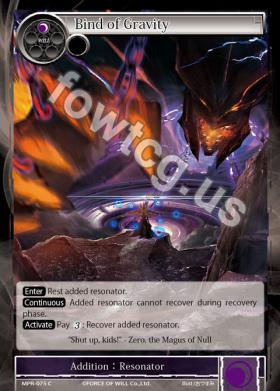 Bind of Gravity
WILL
fowtcg.us
Enter Rest added resonator.
Continuous Added resonator cannot recover during recovery
phase.
Activate Pay 3 : Recover added resonator.
"Shut up, kids!" - Zero, the Magus of Null
Addition : Resonator
MPR-075 C
©FORCE OF WILL Co.,Ltd.